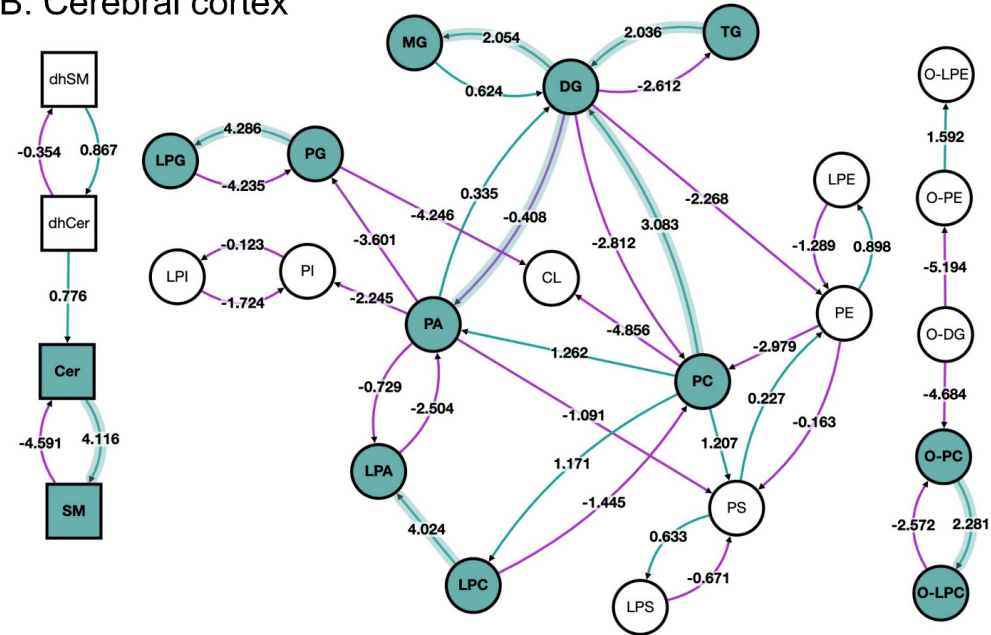 B. Cerebral cortex
MG
2.054
2.036
TG
dhSM
DG
O-LPE
0.624
-2.612
4.286
-0.354
0.867
LPG
PG
1.592
-4.235
LPE
O-PE
0.335
-2.268
dhCer
-4.246
-0.408
3.083
-3.601
-2.812
-1.289
0.898
-0.123
LPI
PI
CL
-5.194
0.776
-1.724
-2.245
PE
PA
-4.856
O-DG
1.262
-2.979
Cer
PC
-0.729
-2.504
0.227
-4.684
-1.091
-0.163
-4.591
4.116
1.207
O-PC
1.171
LPA
SM
-1.445
PS
4.024
0.633
-2.572
2.281
-0.671
LPC
LPS
O-LPC